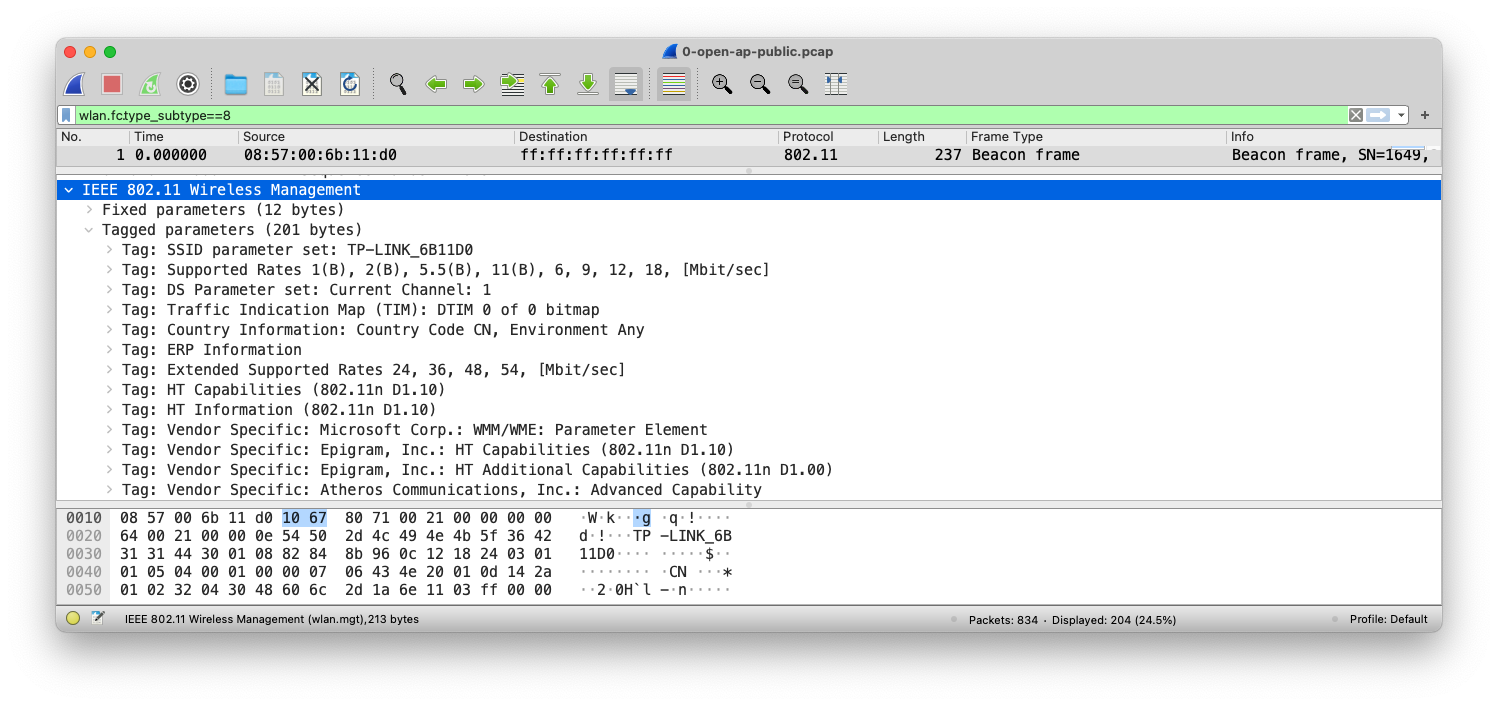 0-open-ap-public.pcap
wlan.fc.type_subtype==8
No. Time Source Destination Protocol Length Frame Type Info
1 0.000000 08:57:00:6b:11:d0 ff:ff:ff:ff:ff:ff 802.11 237 Beacon frame Beacon frame, SN=1649,
IEEE 802.11 Wireless Management
Fixed parameters (12 bytes)
Tagged parameters (201 bytes)
Tag: SSID parameter set: TP-LINK_6B11D0
Tag: Supported Rates 1(B), 2(B), 5.5(B), 11(B), 6, 9, 12, 18, [Mbit/sec]
Tag: DS Parameter set: Current Channel: 1
Tag: Traffic Indication Map (TIM): DTIM 0 of 0 bitmap
Tag: Country Information: Country Code CN, Environment Any
Tag: ERP Information
Tag: Extended Supported Rates 24, 36, 48, 54, [Mbit/sec]
Tag: HT Capabilities (802.11n D1.10)
Tag: HT Information (802.11n D1.10)
Tag: Vendor Specific: Microsoft Corp.: WMM/WME: Parameter Element
Tag: Vendor Specific: Epigram, Inc.: HT Capabilities (802.11n D1.10)
Tag: Vendor Specific: Epigram, Inc.: HT Additional Capabilities (802.11n D1.00)
Tag: Vendor Specific: Atheros Communications, Inc.: Advanced Capability
0010 08 57 00 6b 11 d0 10 67 80 71 00 21 00 00 00 00 ·W·k···g ·q·!····
0020 64 00 21 00 00 0e 54 50 2d 4c 49 4e 4b 5f 36 42 d·!···TP -LINK_6B
0030 31 31 44 30 01 08 82 84 8b 96 0c 12 18 24 03 01 11D0···· ·····$··
0040 01 05 04 00 01 00 00 07 06 43 4e 20 01 0d 14 2a ········ ·CN ···*
0050 01 02 32 04 30 48 60 6c 2d 1a 6e 11 03 ff 00 00 ··2·0H`l -·n·····
IEEE 802.11 Wireless Management (wlan.mgt), 213 bytes Packets: 834 · Displayed: 204 (24.5%) Profile: Default